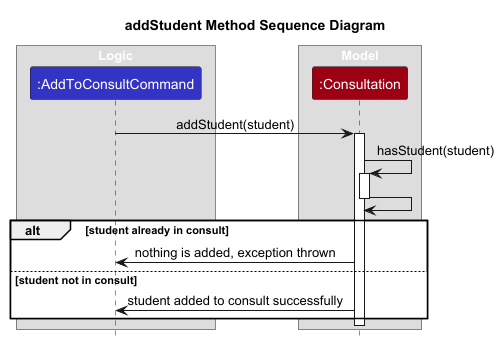 addStudent Method Sequence Diagram
Logic
Model
:AddToConsultCommand
:Consultation
addStudent(student)
hasStudent(student)
alt
[student already in consult]
nothing is added, exception thrown
[student not in consult]
student added to consult successfully